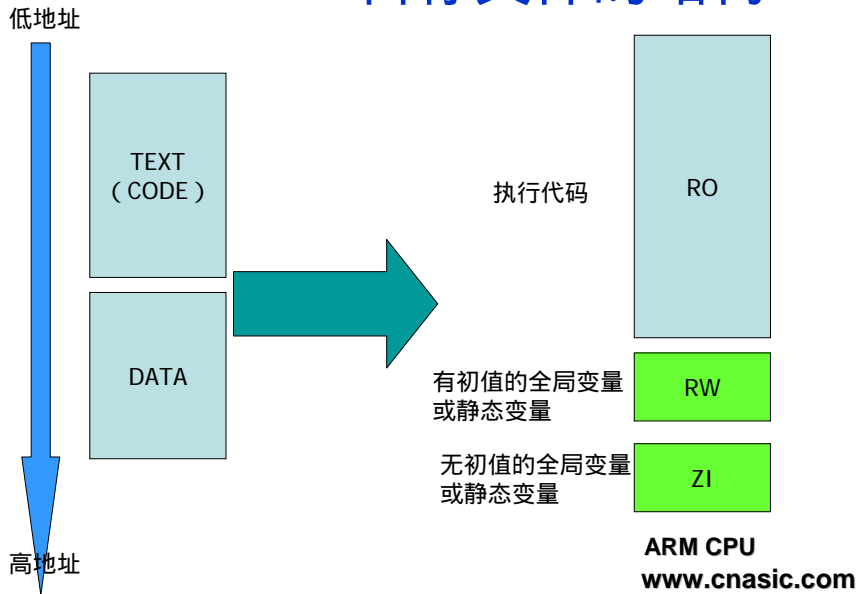 低地址
TEXT
( CODE )
DATA
执行代码
RO
有初值的全局变量
或静态变量
RW
无初值的全局变量
或静态变量
ZI
高地址
ARM CPU
www.cnasic.com